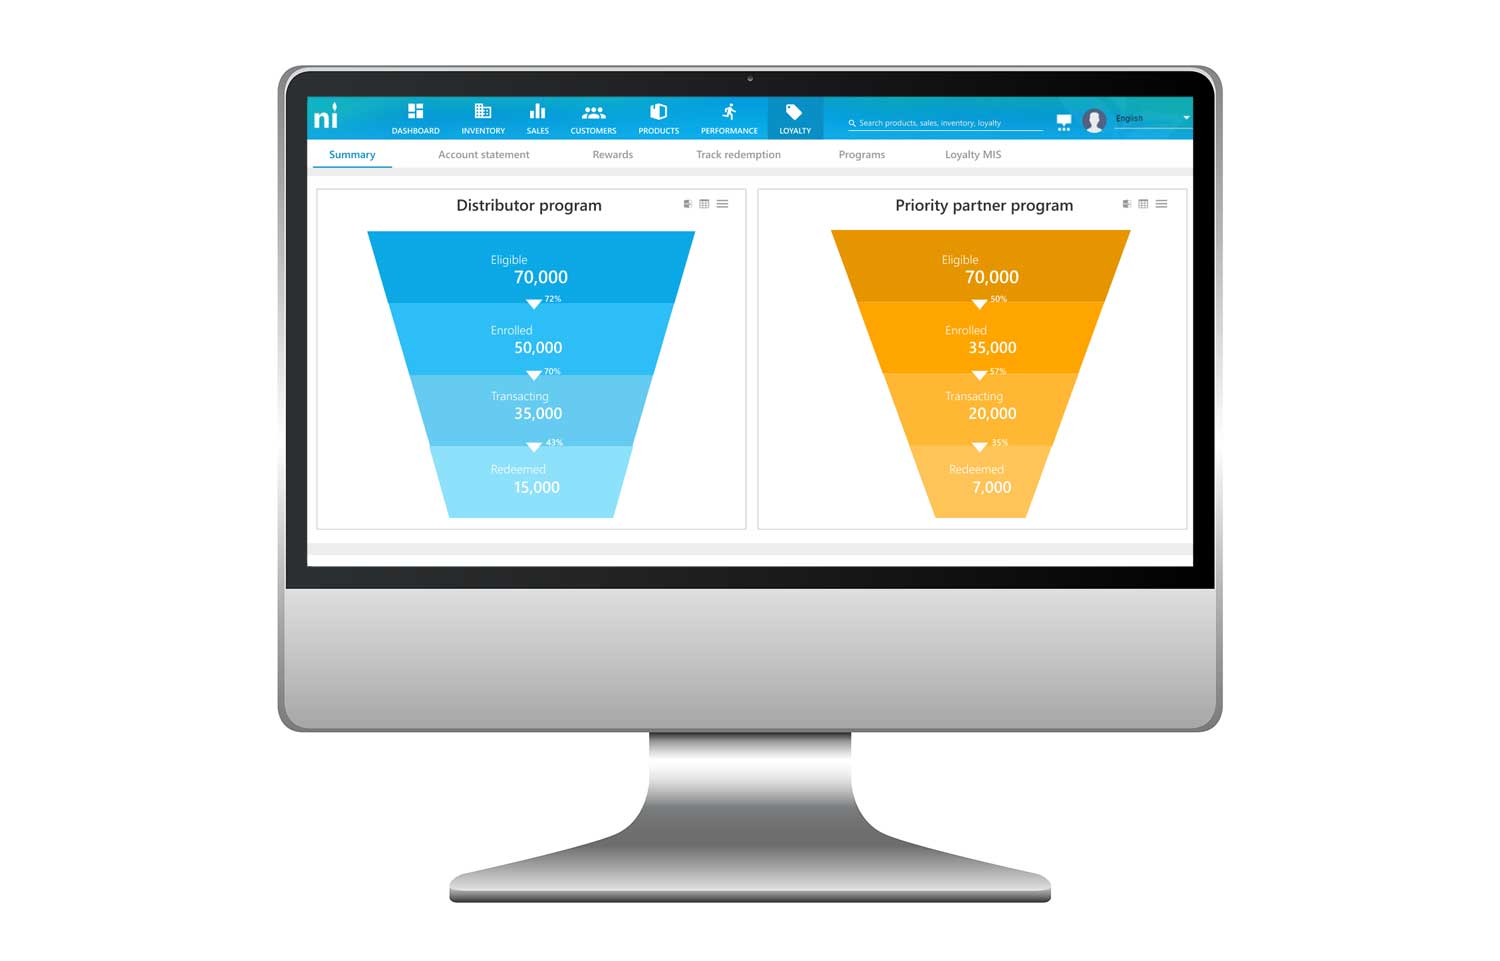 ni
DASHBOARD
INVENTORY
SALES
CUSTOMERS
PRODUCTS
PERFORMANCE
LOYALTY
Search products, sales, inventory, loyalty
English
Summary
Account statement
Rewards
Track redemption
Programs
Loyalty MIS
Distributor program
Eligible
70,000
72%
Enrolled
50,000
70%
Transacting
35,000
43%
Redeemed
15,000
Priority partner program
Eligible
70,000
50%
Enrolled
35,000
57%
Transacting
20,000
35%
Redeemed
7,000